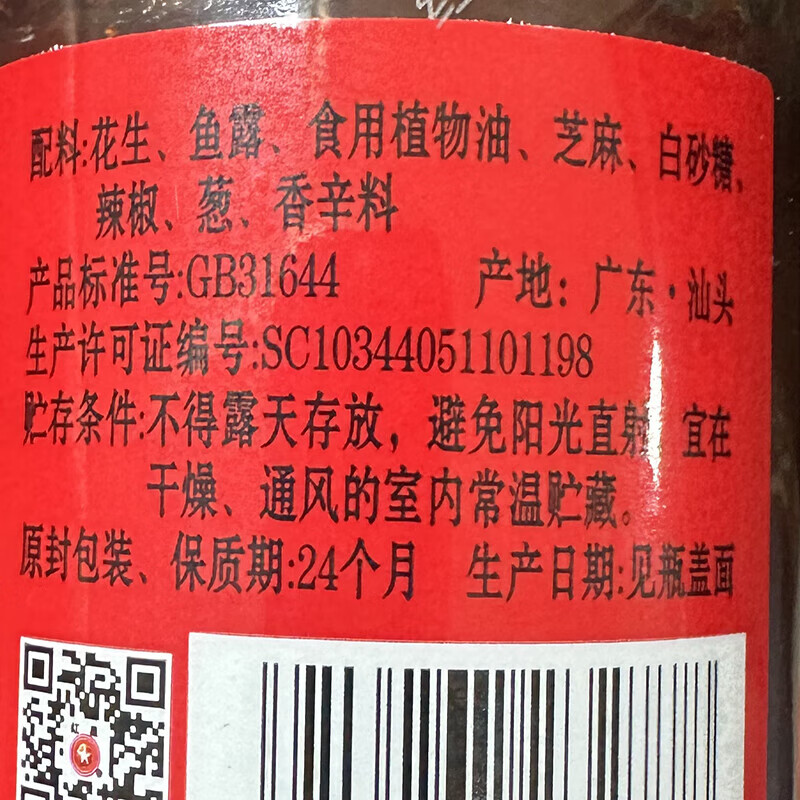 配料:花生、鱼露、食用植物油、芝麻、白砂糖、
辣椒、葱、香辛料
产品标准号:GB31644 产地：广东·汕头
生产许可证编号:SC10344051101198
贮存条件:不得露天存放，避免阳光直射 宜在
干燥、通风的室内常温贮藏。
原封包装、保质期:24个月 生产日期:见瓶盖面